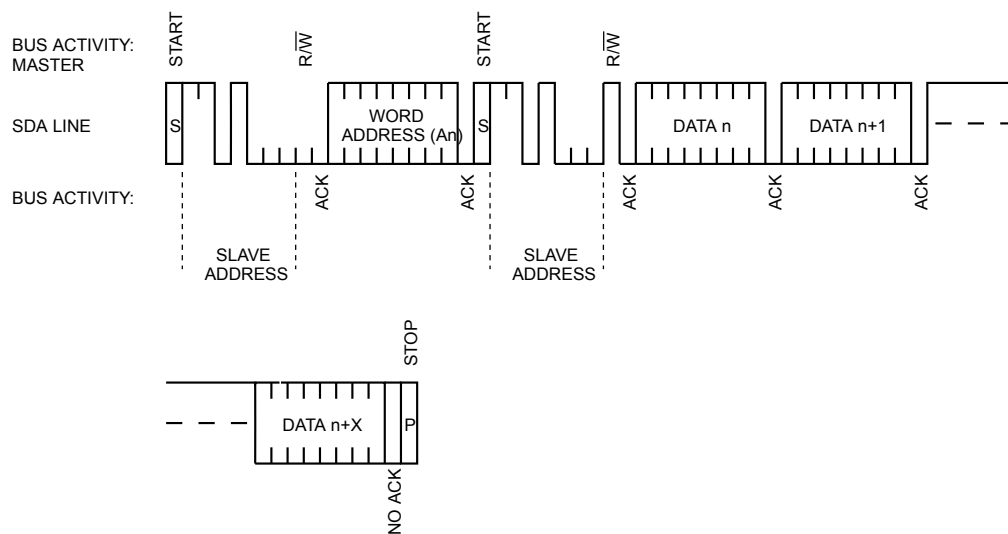 BUS ACTIVITY:
MASTER
START
R/W
START
R/W
SDA LINE
S
WORD
ADDRESS (An)
S
DATA n
DATA n+1
BUS ACTIVITY:
ACK
ACK
ACK
ACK
ACK
SLAVE
ADDRESS
SLAVE
ADDRESS
STOP
DATA n+X
P
NO ACK